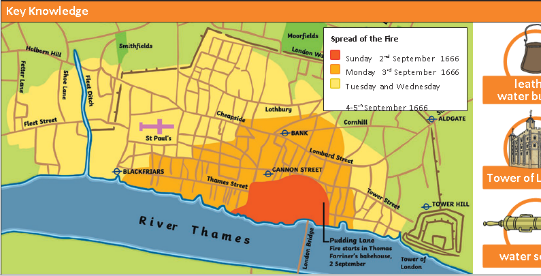 Key Knowledge
Spread of the Fire
Sunday 2nd September 1666
Monday 3rd September 1666
Tuesday and Wednesday
4-5th September 1666
Moorfields
London W
Smithfields
Holborn Hill
Fetter Lane
Shoe Lane
Fleet Ditch
Fleet Street
St Paul's
Cheapside
Lothbury
Cornhill
BANK
ALDGATE
Lombard Street
CANNON STREET
BLACKFRIARS
Thames Street
Tower Street
TOWER HILL
River Thames
London Bridge
Pudding Lane
Fire starts in Thomas
Farriner's bakehouse,
2 September
Tower of
London
leath
water bu
Tower of L
water s